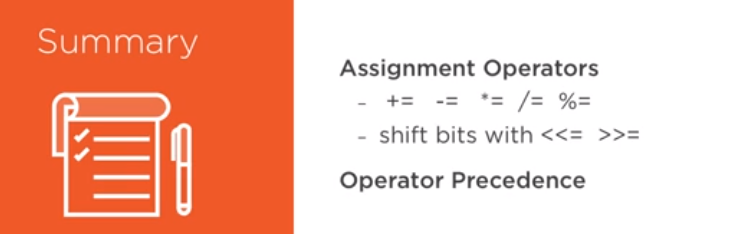 Summary
Assignment Operators
- += -= *= /= %=
- shift bits with <<= >>=
Operator Precedence